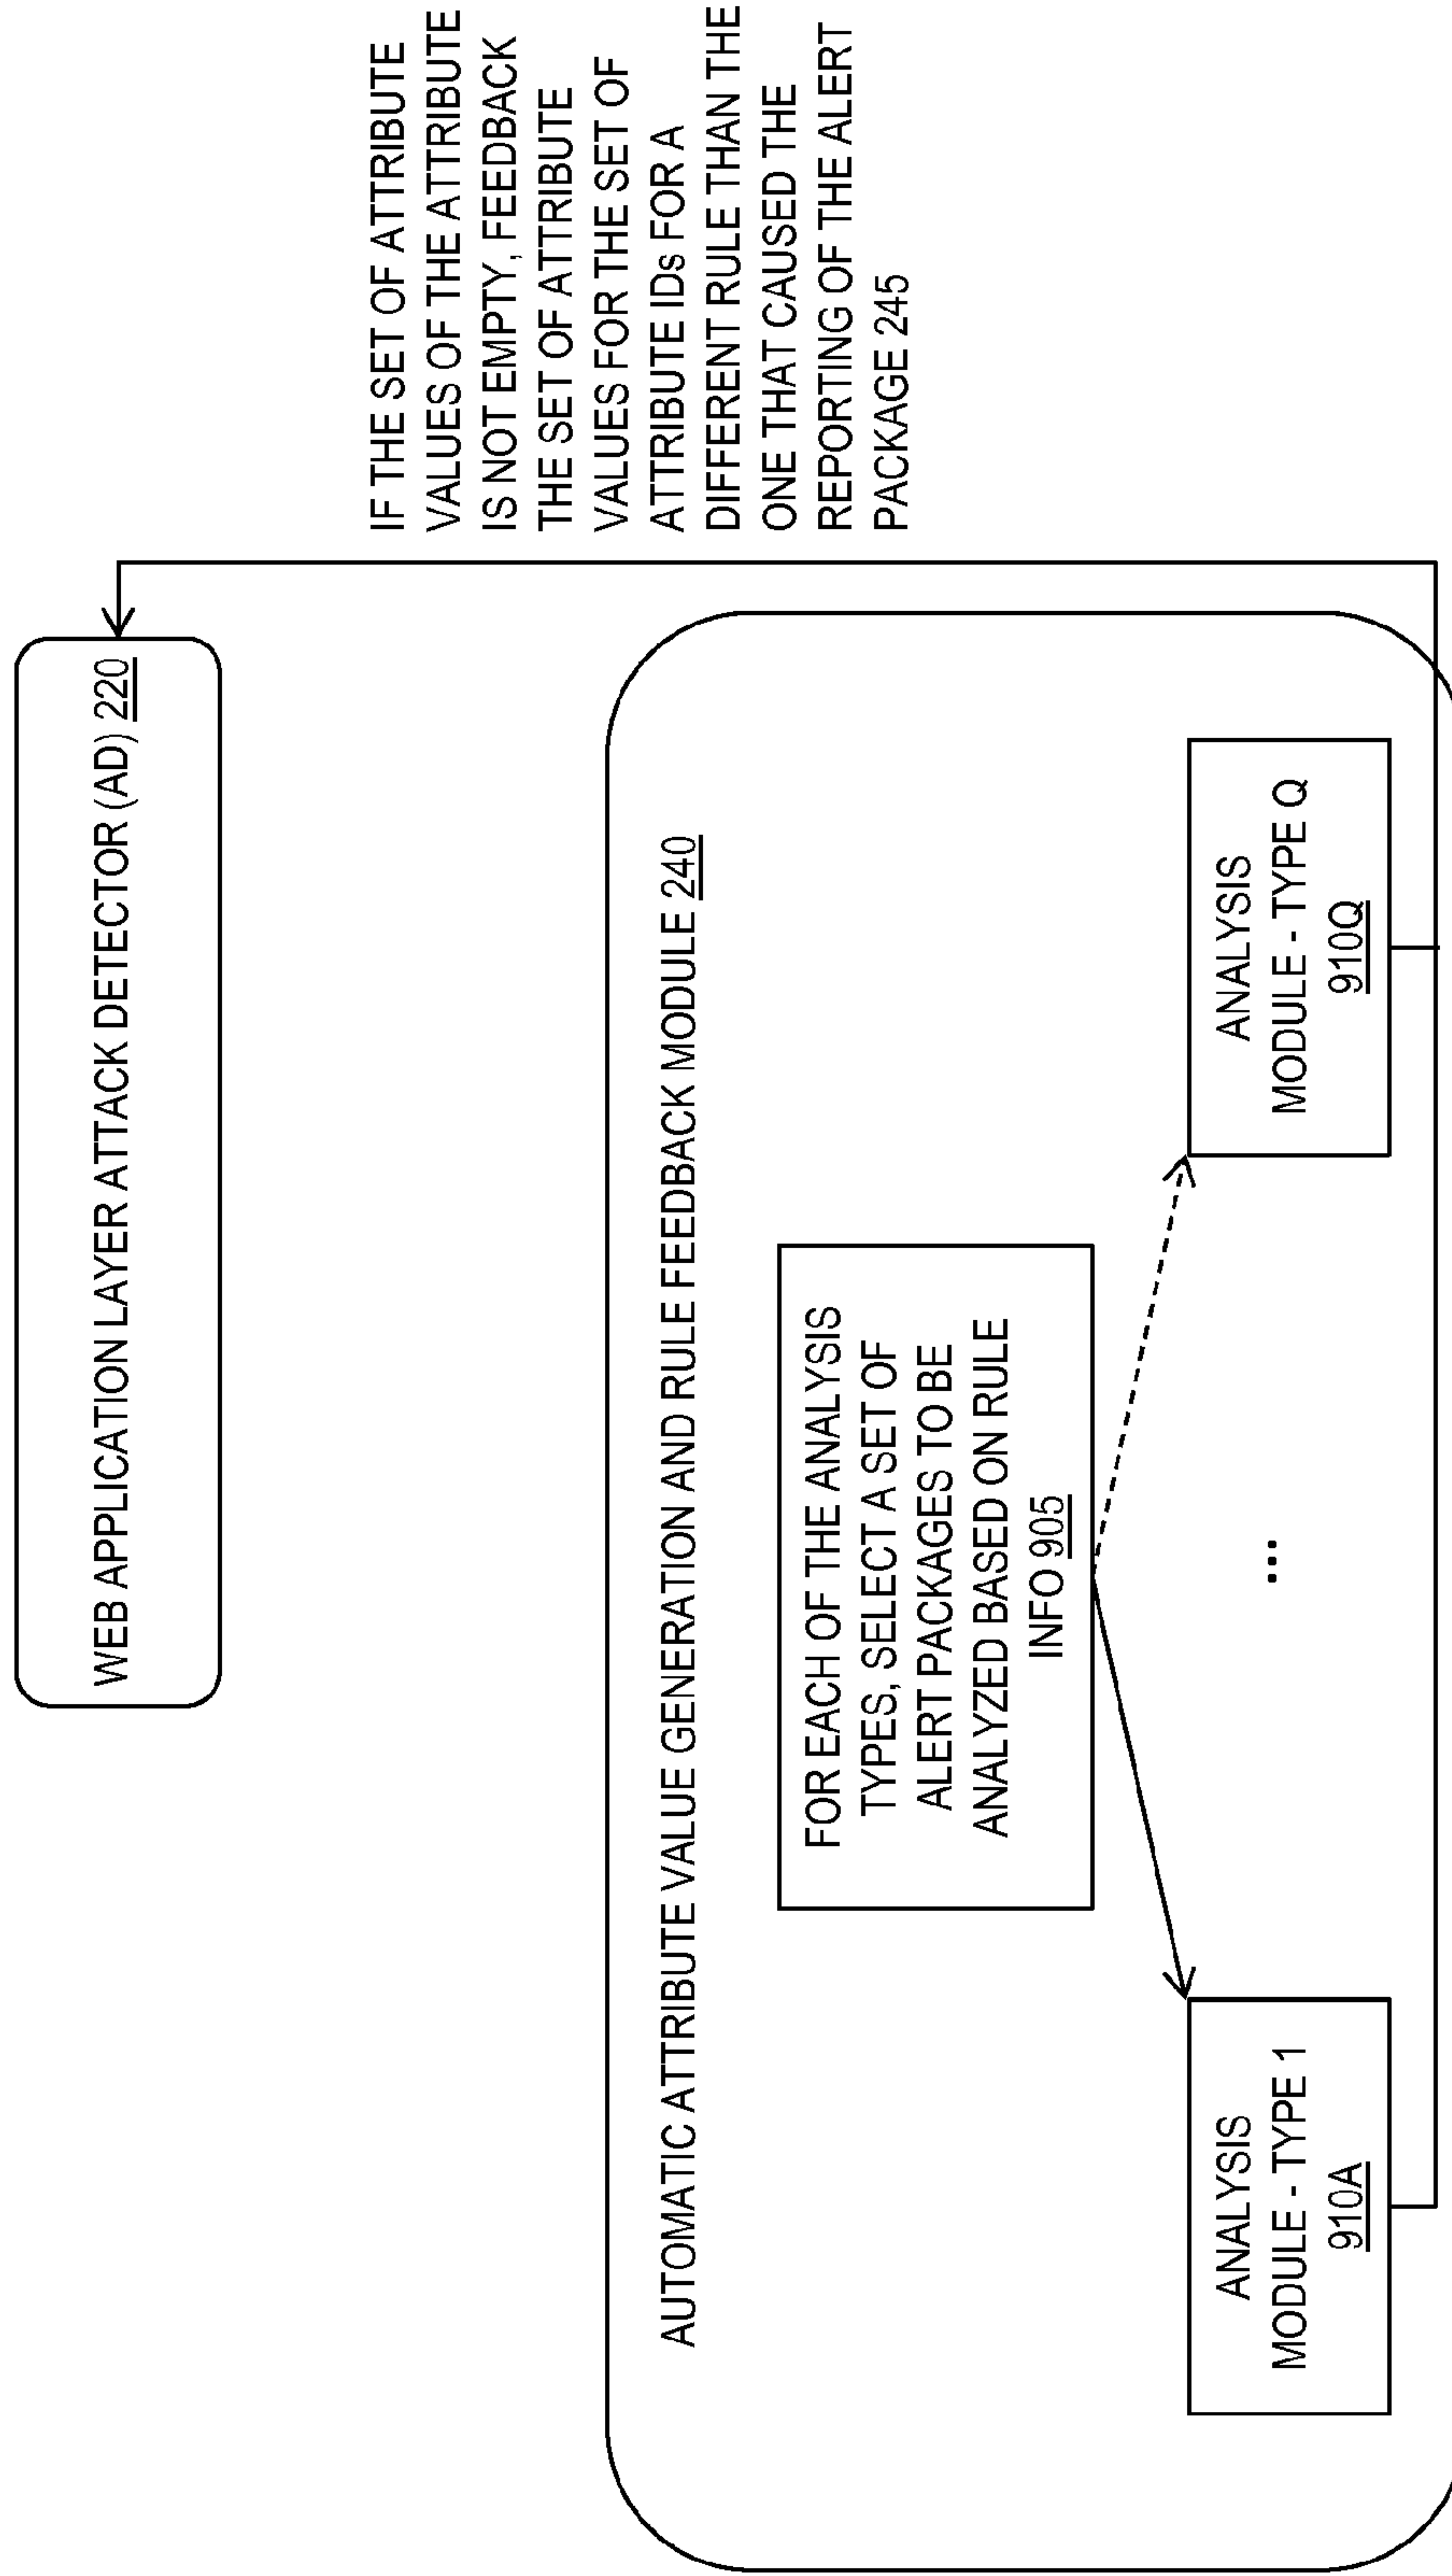 WEB APPLICATION LAYER ATTACK DETECTOR (AD) 220
IF THE SET OF ATTRIBUTE
VALUES OF THE ATTRIBUTE
IS NOT EMPTY, FEEDBACK
THE SET OF ATTRIBUTE
VALUES FOR THE SET OF
ATTRIBUTE IDs FOR A
DIFFERENT RULE THAN THE
ONE THAT CAUSED THE
REPORTING OF THE ALERT
PACKAGE 245
AUTOMATIC ATTRIBUTE VALUE GENERATION AND RULE FEEDBACK MODULE 240
FOR EACH OF THE ANALYSIS
TYPES, SELECT A SET OF
ALERT PACKAGES TO BE
ANALYZED BASED ON RULE
INFO 905
ANALYSIS
MODULE - TYPE 1
910A
...
ANALYSIS
MODULE - TYPE Q
910Q